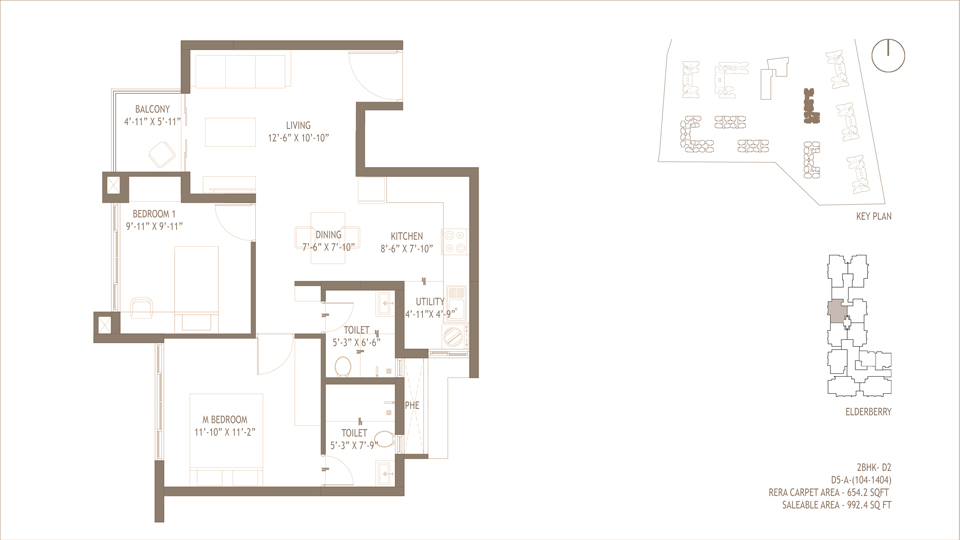 BALCONY
4'-11" X 5'-11"
LIVING
12'-6" X 10'-10"
BEDROOM 1
9'-11" X 9'-11"
DINING
7'-6" X 7'-10"
KITCHEN
8'-6" X 7'-10"
UTILITY
4'-11"X 4'-9"
TOILET
5'-3" X 6'-6"
PHE
M BEDROOM
11'-10" X 11'-2"
TOILET
5'-3" X 7'-9"
KEY PLAN
ELDERBERRY
2BHK- D2
D5-A-(104-1404)
RERA CARPET AREA - 654.2 SQFT
SALEABLE AREA - 992.4 SQ FT